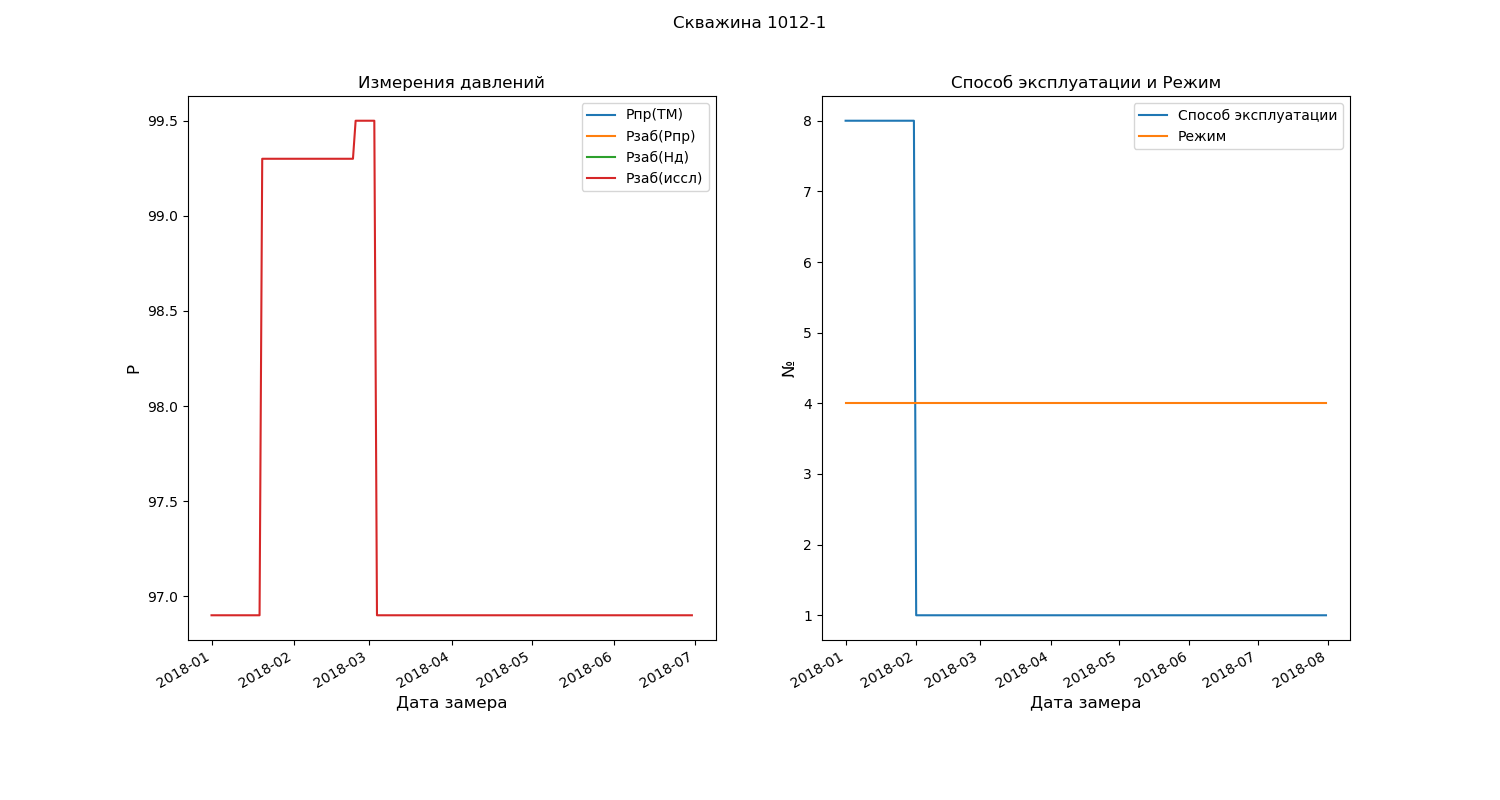 Скважина 1012-1
Измерения давлений
Рпр(ТМ)
Рзаб(Рпр)
Рзаб(Нд)
Рзаб(иссл)
99.5
99.0
98.5
98.0
97.5
97.0
Р
2018-01
2018-02
2018-03
2018-04
2018-05
2018-06
2018-07
Дата замера
Способ эксплуатации и Режим
Способ эксплуатации
Режим
8
7
6
5
4
3
2
1
№
2018-01
2018-02
2018-03
2018-04
2018-05
2018-06
2018-07
2018-08
Дата замера